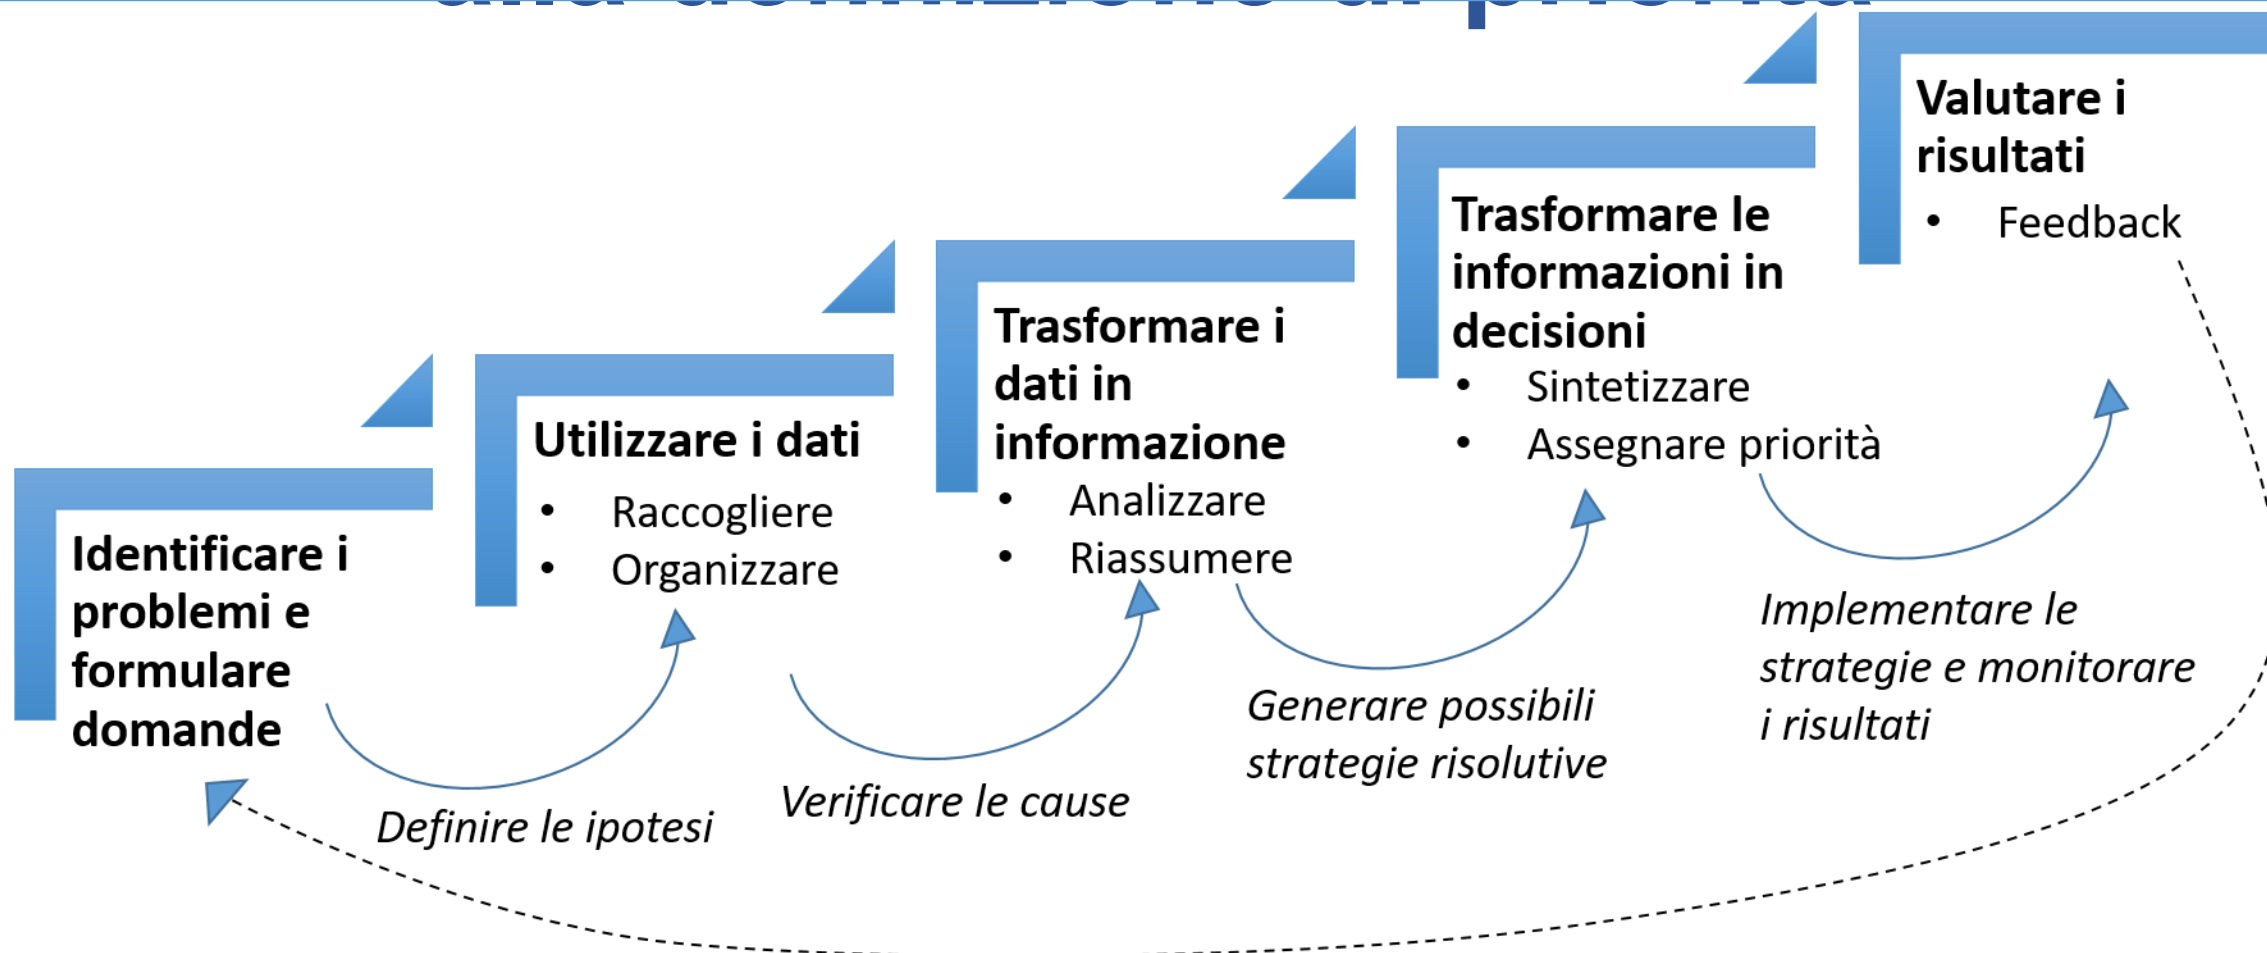 Identificare i
problemi e
formulare
domande
Definire le ipotesi
Utilizzare i dati
• Raccogliere
• Organizzare
Verificare le cause
Trasformare i
dati in
informazione
• Analizzare
• Riassumere
Generare possibili
strategie risolutive
Trasformare le
informazioni in
decisioni
• Sintetizzare
• Assegnare priorità
Implementare le
strategie e monitorare
i risultati
Valutare i
risultati
• Feedback